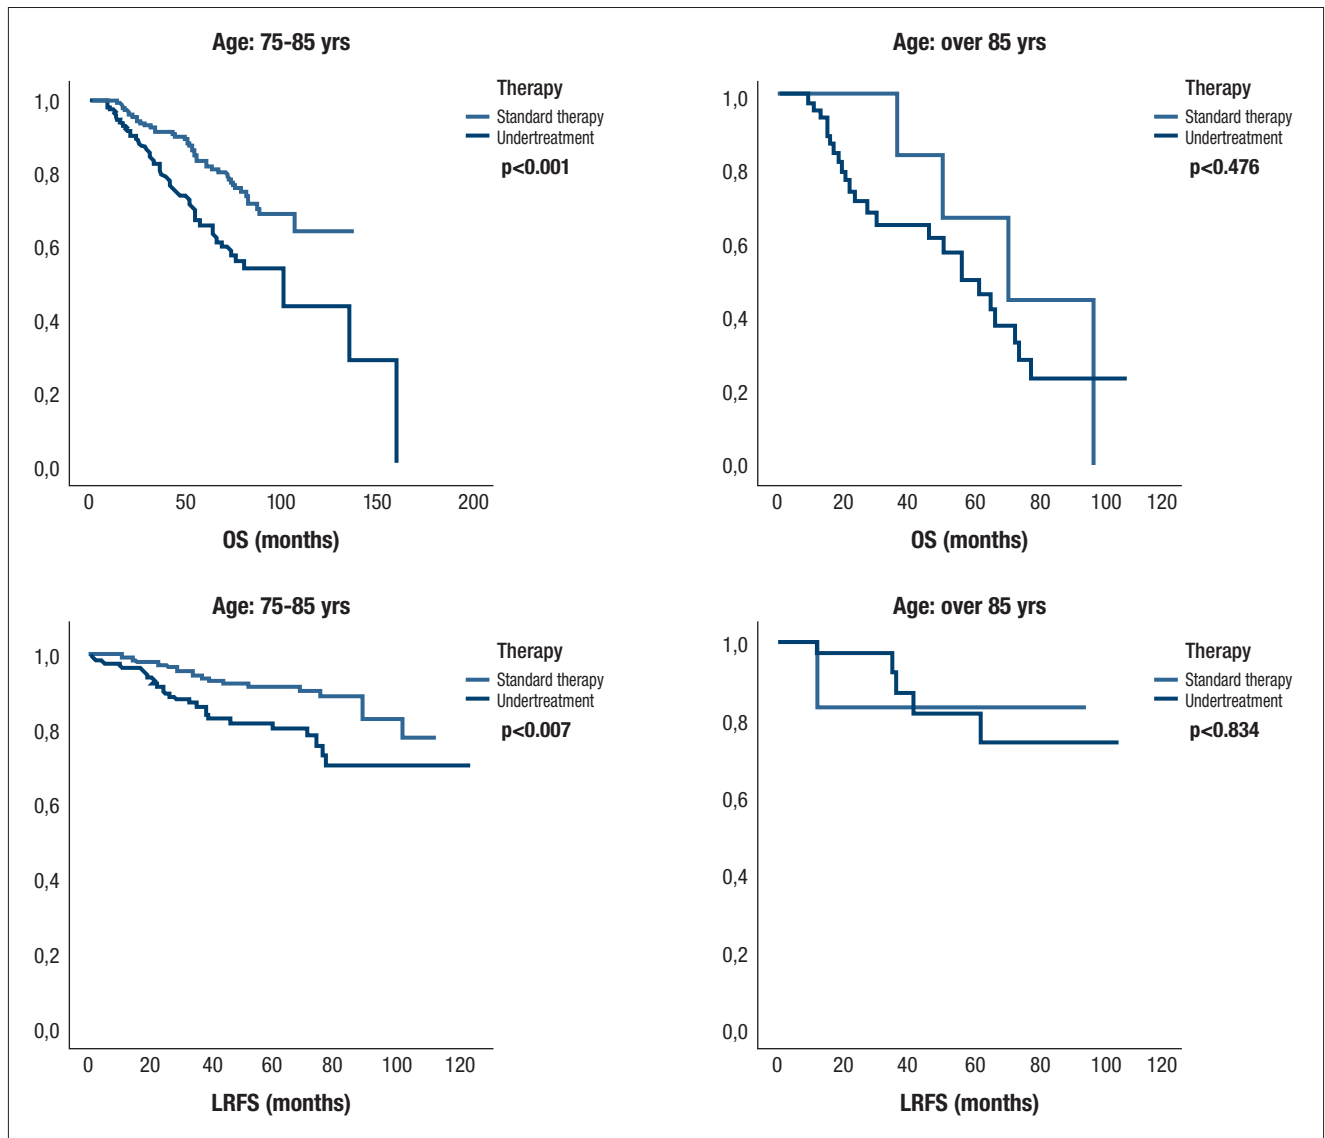 Age: 75-85 yrs
Therapy
Standard therapy
Undertreatment
p<0.001
1,0
0,8
0,6
0,4
0,2
0,0
0 50 100 150 200
OS (months)
Age: over 85 yrs
Therapy
Standard therapy
Undertreatment
p<0.476
1,0
0,8
0,6
0,4
0,2
0,0
0 20 40 60 80 100 120
OS (months)
Age: 75-85 yrs
Therapy
Standard therapy
Undertreatment
p<0.007
1,0
0,8
0,6
0,4
0,2
0,0
0 20 40 60 80 100 120
LRFS (months)
Age: over 85 yrs
Therapy
Standard therapy
Undertreatment
p<0.834
1,0
0,8
0,6
0,4
0,2
0,0
0 20 40 60 80 100 120
LRFS (months)